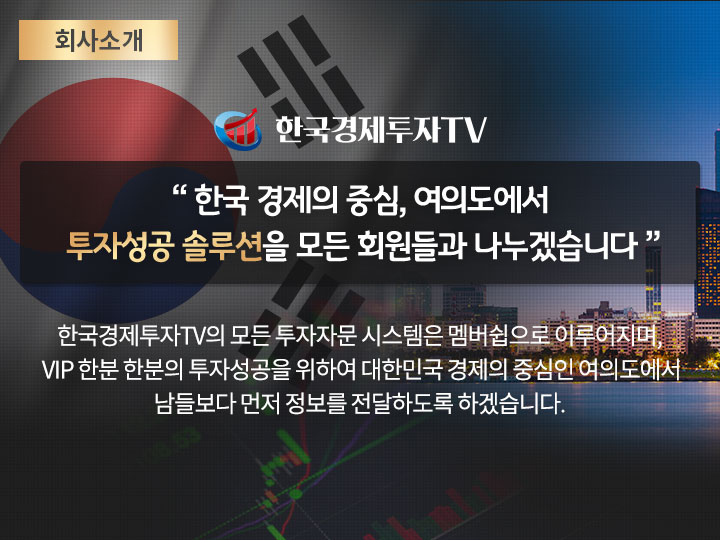 회사소개
한국경제투자TV
“ 한국 경제의 중심, 여의도에서
투자성공 솔루션을 모든 회원들과 나누겠습니다 ”
한국경제투자TV의 모든 투자자문 시스템은 멤버쉽으로 이루어지며,
VIP 한분 한분의 투자성공을 위하여 대한민국 경제의 중심인 여의도에서
남들보다 먼저 정보를 전달하도록 하겠습니다.